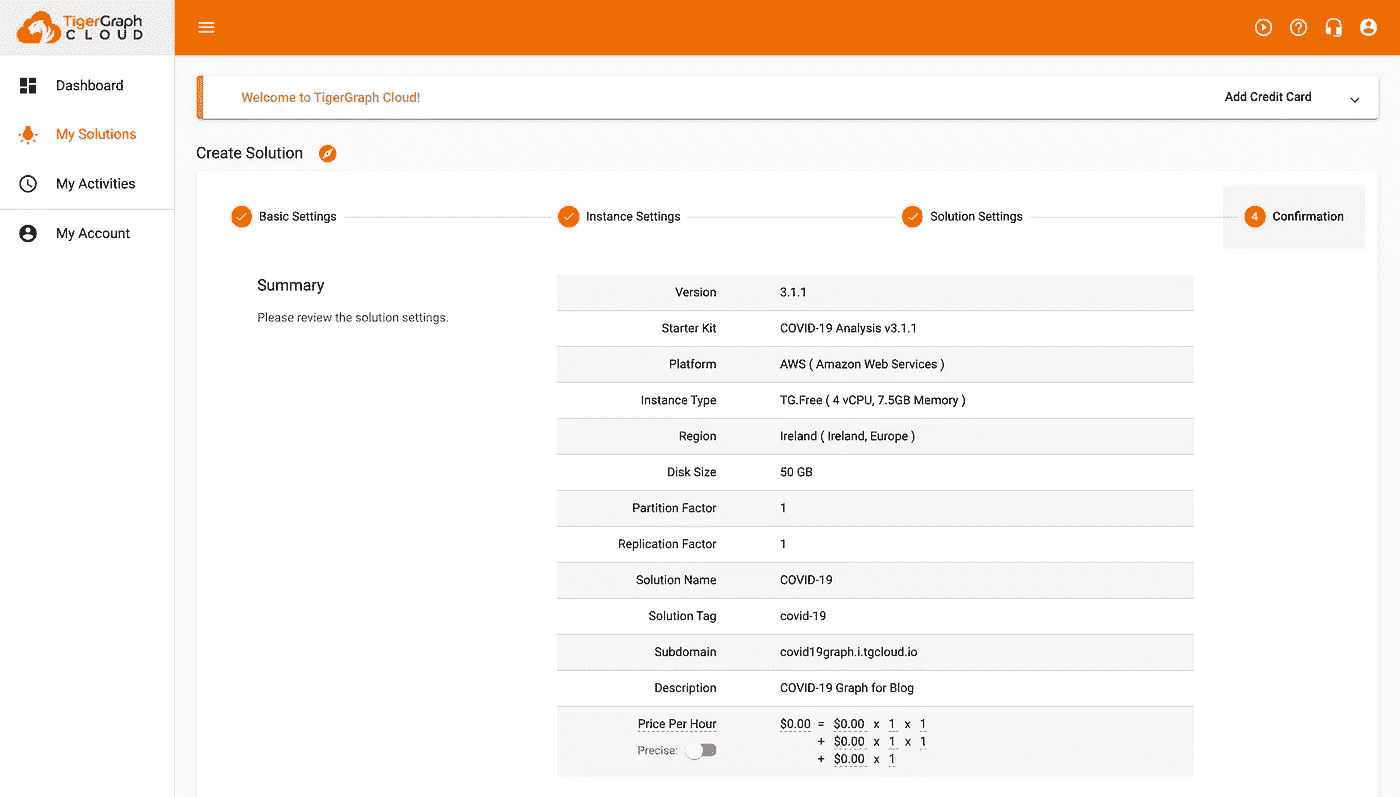 TigerGraph
CLOUD
Dashboard
My Solutions
My Activities
My Account
Welcome to TigerGraph Cloud!
Add Credit Card
Create Solution
Basic Settings
Instance Settings
Solution Settings
4 Confirmation
Summary
Please review the solution settings.
Version 3.1.1
Starter Kit COVID-19 Analysis v3.1.1
Platform AWS ( Amazon Web Services )
Instance Type TG.Free ( 4 vCPU, 7.5GB Memory )
Region Ireland ( Ireland, Europe )
Disk Size 50 GB
Partition Factor 1
Replication Factor 1
Solution Name COVID-19
Solution Tag covid-19
Subdomain covid19graph.i.tgcloud.io
Description COVID-19 Graph for Blog
Price Per Hour $0.00 = $0.00 x 1 x 1
+ $0.00 x 1 x 1
Precise:
+ $0.00 x 1